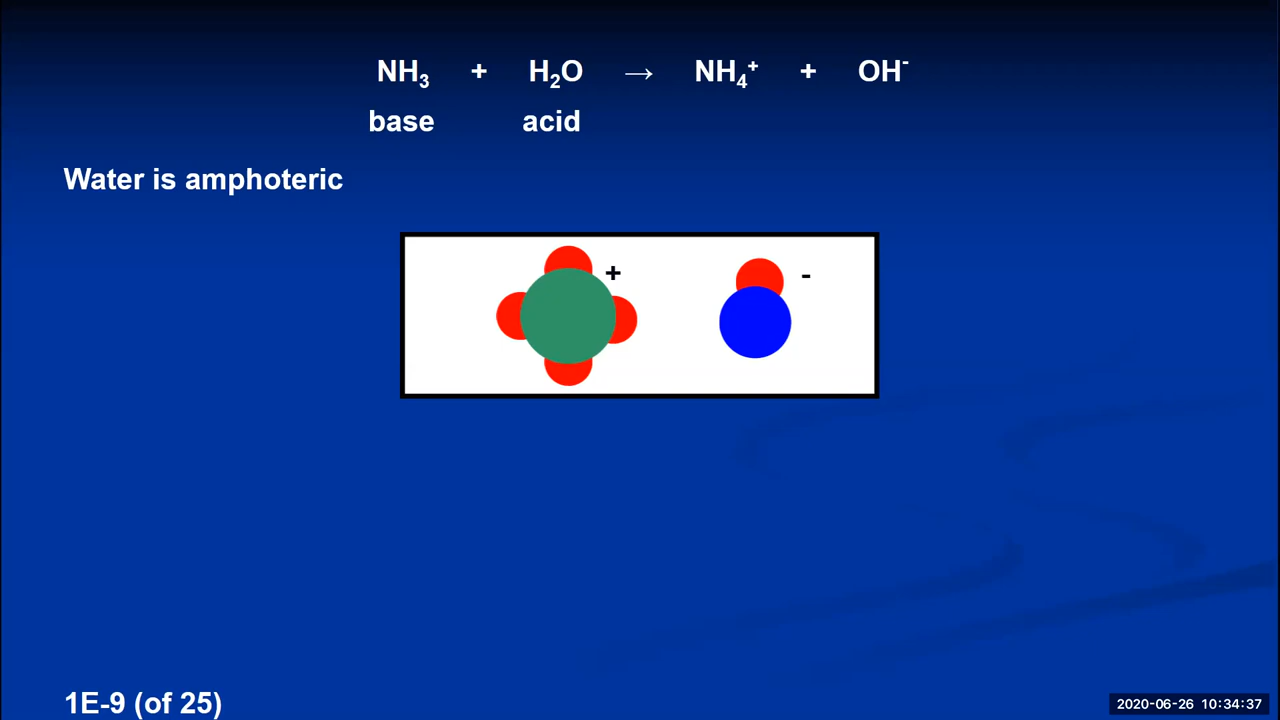 NH₃ + H₂O → NH₄⁺ + OH⁻
base acid
Water is amphoteric
+ -
1E-9 (of 25)
2020-06-26 10:34:37